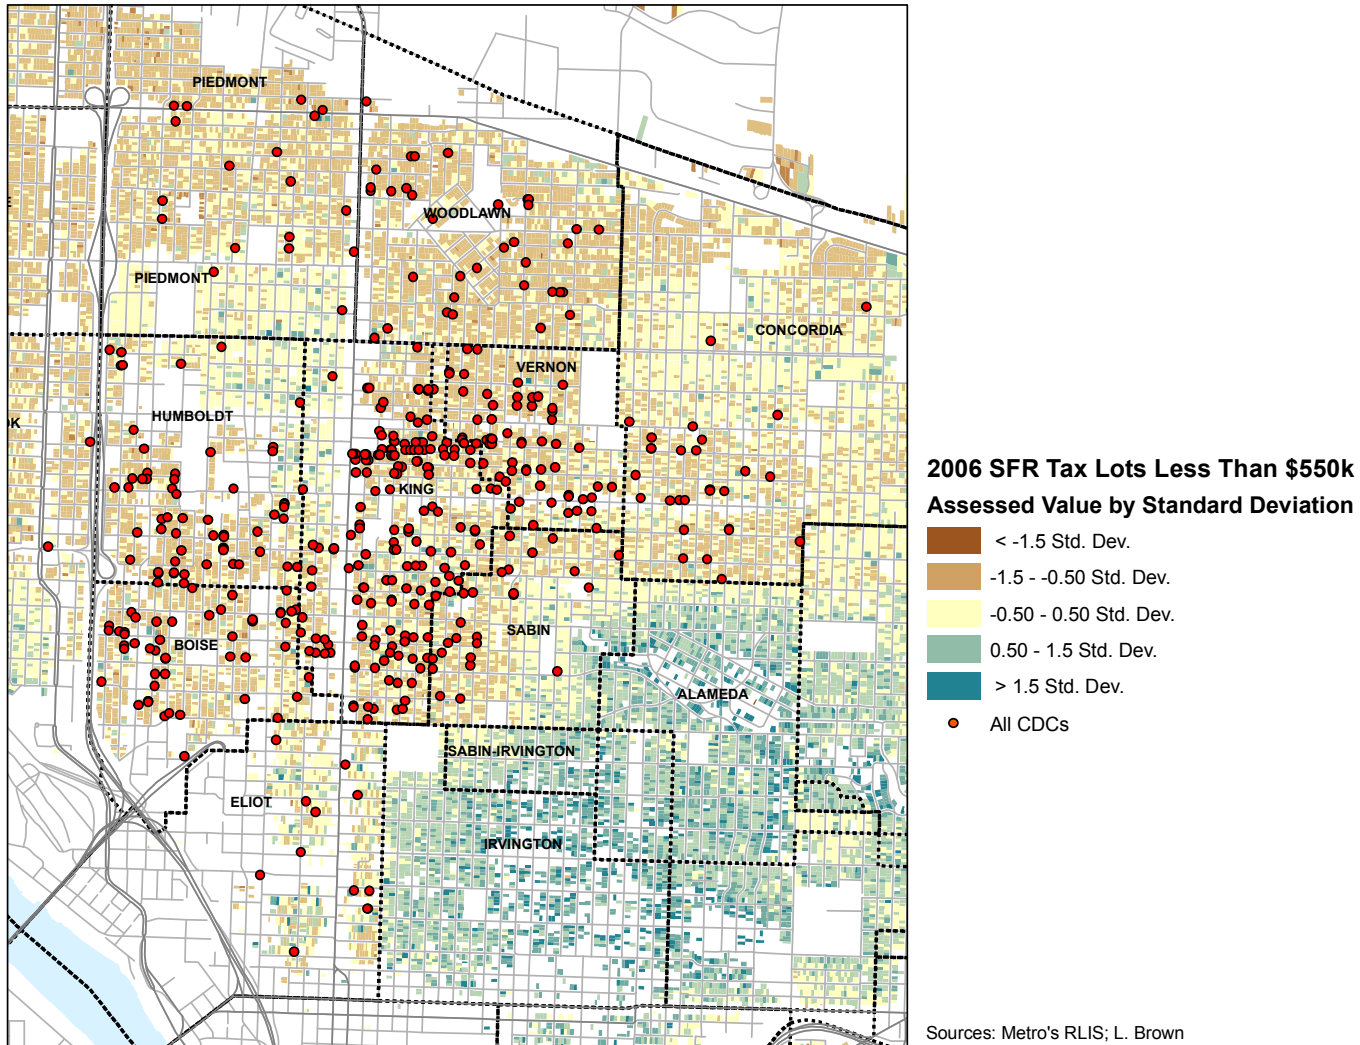 PIEDMONT
WOODLAWN
PIEDMONT
CONCORDIA
VERNON
HUMBOLDT
OK
KING
SABIN
BOISE
ALAMEDA
SABIN-IRVINGTON
ELIOT
IRVINGTON
2006 SFR Tax Lots Less Than $550k
Assessed Value by Standard Deviation
< -1.5 Std. Dev.
-1.5 - -0.50 Std. Dev.
-0.50 - 0.50 Std. Dev.
0.50 - 1.5 Std. Dev.
> 1.5 Std. Dev.
All CDCs
Sources: Metro's RLIS; L. Brown